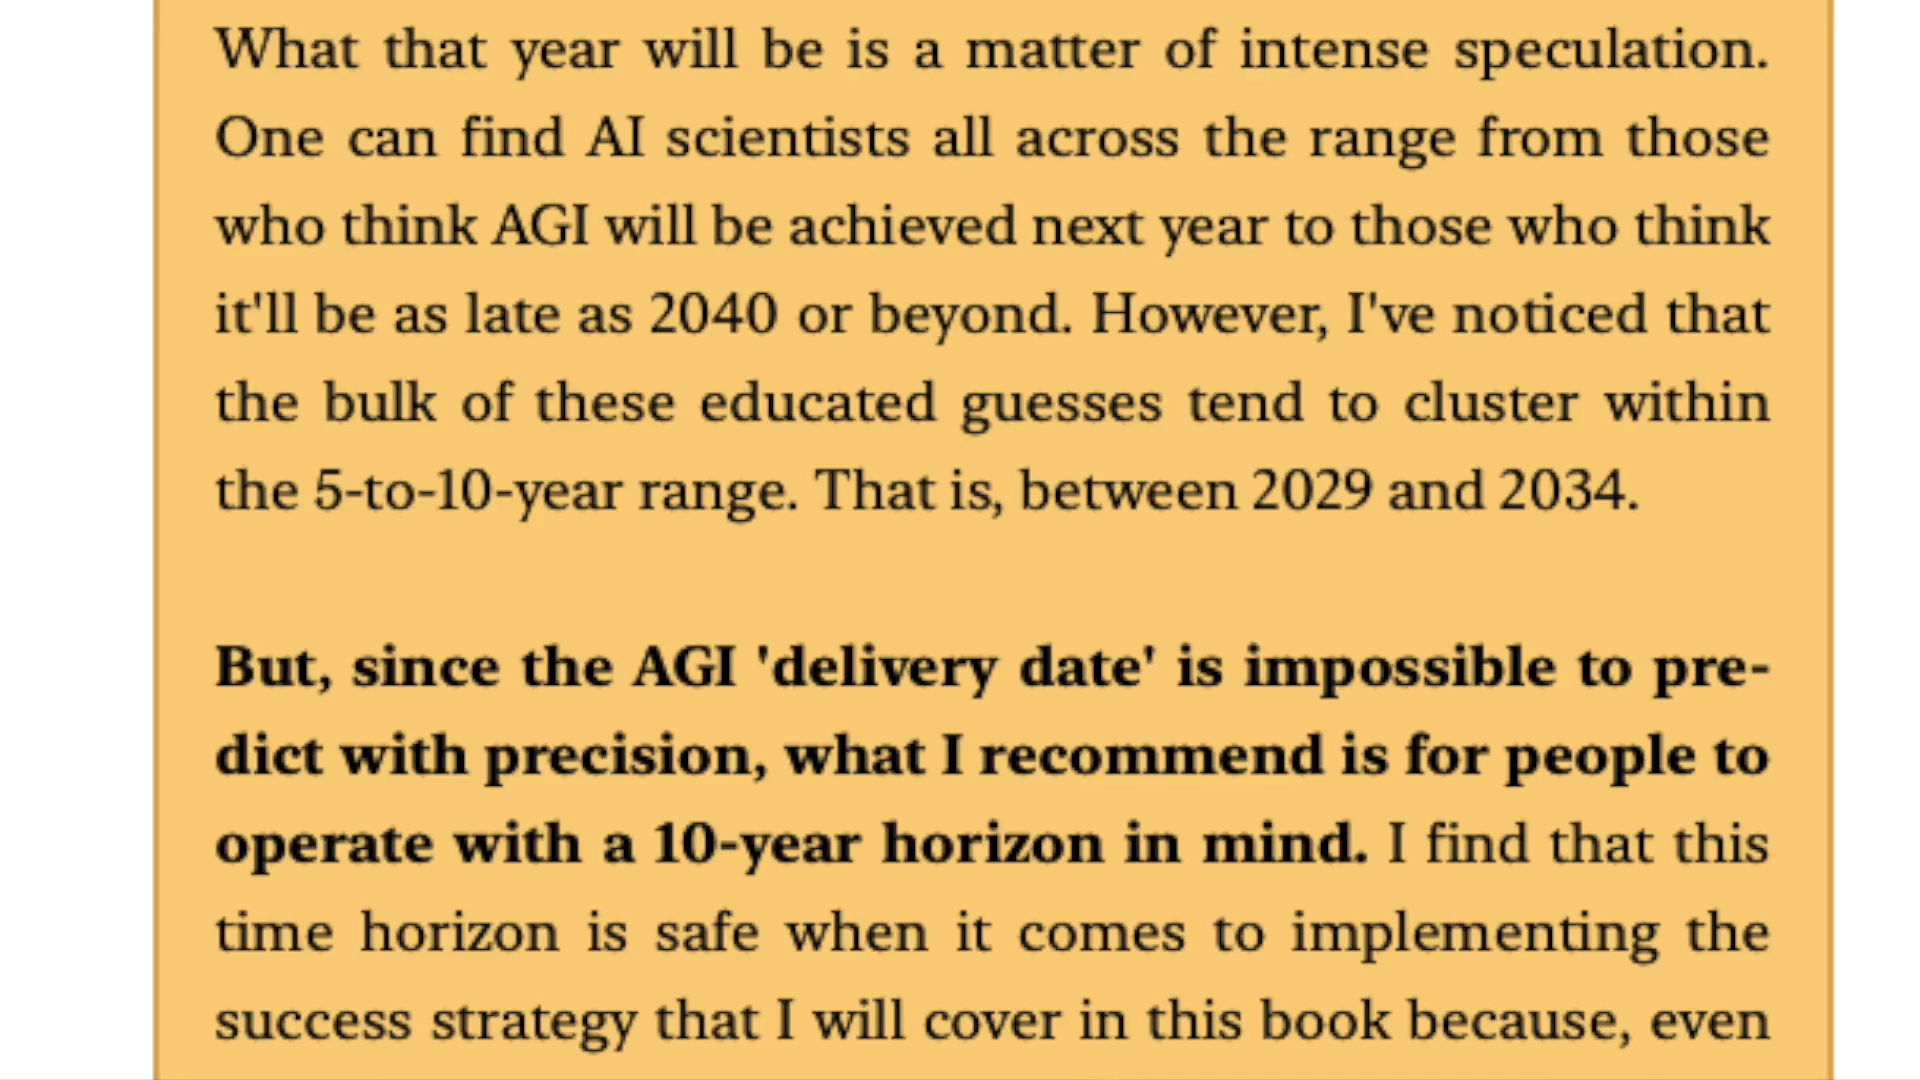 What that year will be is a matter of intense speculation.
One can find AI scientists all across the range from those
who think AGI will be achieved next year to those who think
it'll be as late as 2040 or beyond. However, I've noticed that
the bulk of these educated guesses tend to cluster within
the 5-to-10-year range. That is, between 2029 and 2034.
But, since the AGI 'delivery date' is impossible to pre-
dict with precision, what I recommend is for people to
operate with a 10-year horizon in mind. I find that this
time horizon is safe when it comes to implementing the
success strategy that I will cover in this book because, even